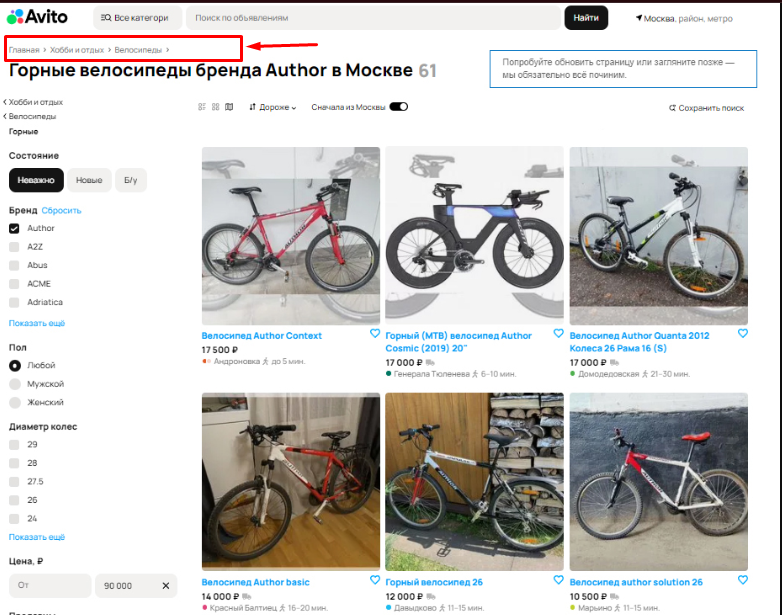 Avito
Все категори
Поиск по объявлениям
Найти
Москва, район, метро
Главная > Хобби и отдых > Велосипеды >
Горные велосипеды бренда Author в Москве 61
Попробуйте обновить страницу или загляните позже —
мы обязательно всё починим.
Хобби и отдых
Велосипеды
Горные
Дороже
Сначала из Москвы
Сохранить поиск
Состояние
Неважно
Новые
Б/у
Бренд Сбросить
Author
A2Z
Abus
ACME
Adriatica
Показать ещё
Пол
Любой
Мужской
Женский
Диаметр колес
29
28
27.5
26
24
Показать ещё
Цена, ₽
От
90 000
Велосипед Author Context
17 500 ₽
Андроновка до 5 мин.
Горный (MTB) велосипед Author
Cosmic (2019) 20"
17 000 ₽
Генерала Тюленева 6–10 мин.
Велосипед Author Quanta 2012
Колеса 26 Рама 16 (S)
17 000 ₽
Домодедовская 21–30 мин.
Велосипед Author basic
14 000 ₽
Красный Балтиец 16–20 мин.
Горный велосипед 26
12 000 ₽
Давыдково 11–15 мин.
Велосипед author solution 26
10 500 ₽
Марьино 11–15 мин.